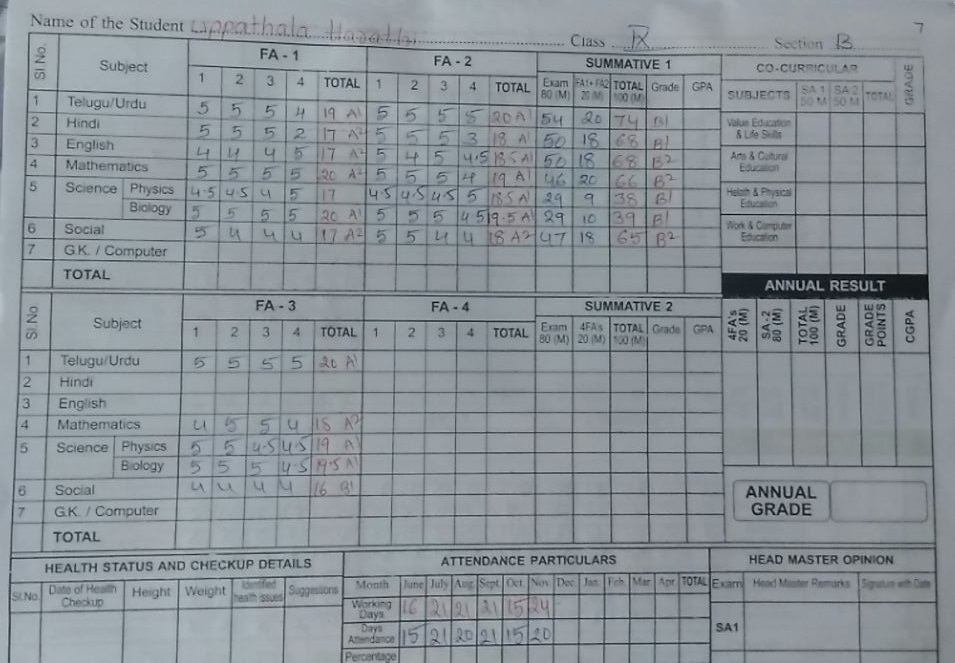 Name of the Student Uppathala Harathi Class IX Section B 7
Sl.No. Subject FA - 1 FA - 2 SUMMATIVE 1 CO-CURRICULAR GRADE
1 2 3 4 TOTAL 1 2 3 4 TOTAL Exam 80 (M) FA1+FA2 20 (M) TOTAL 100 (M) Grade GPA SUBJECTS SA 1 50 M SA 2 50 M TOTAL
1 Telugu/Urdu 5 5 5 4 19 A1 5 5 5 5 20 A1 54 20 74 B1 Value Education & Life Skills
2 Hindi 5 5 5 2 17 A2 5 5 5 3 18 A1 50 18 68 B1
3 English 4 4 4 5 17 A2 5 4 5 4.5 18.5 A1 50 18 68 B2 Arts & Cultural Education
4 Mathematics 5 5 5 5 20 A2 5 5 5 4 19 A1 46 20 66 B2
5 Science Physics 4.5 4.5 4 5 17 4.5 4.5 4.5 5 18.5 A1 29 9 38 B1 Helath & Physical Education
Biology 5 5 5 5 20 A1 5 5 5 4.5 19.5 A1 29 10 39 B1
6 Social 5 4 4 4 17 A2 5 5 4 4 18 A2 47 18 65 B2 Work & Computer Education
7 G.K. / Computer
TOTAL ANNUAL RESULT
Sl.No Subject FA - 3 FA - 4 SUMMATIVE 2 4FA's 20 (M) SA-2 80 (M) TOTAL 100 (M) GRADE GRADE POINTS CGPA
1 2 3 4 TOTAL 1 2 3 4 TOTAL Exam 80 (M) 4FA's 20 (M) TOTAL 100 (M) Grade GPA
1 Telugu/Urdu 5 5 5 5 20 A1
2 Hindi
3 English
4 Mathematics 4 5 5 4 18 A2
5 Science Physics 5 5 4.5 4.5 19 A1
Biology 5 5 5 4.5 19.5 A1
6 Social 4 4 4 4 16 B1
7 G.K. / Computer
TOTAL
ANNUAL GRADE
HEALTH STATUS AND CHECKUP DETAILS ATTENDANCE PARTICULARS HEAD MASTER OPINION
Sl.No. Date of Health Checkup Height Weight Identified health issues Suggestions Month June July Aug. Sept. Oct. Nov. Dec. Jan. Feb. Mar. Apr. TOTAL Exam Head Master Remarks Signature with Date
Working Days 16 21 21 21 15 24
Days Attendance 15 21 20 21 15 20 SA1
Percentage